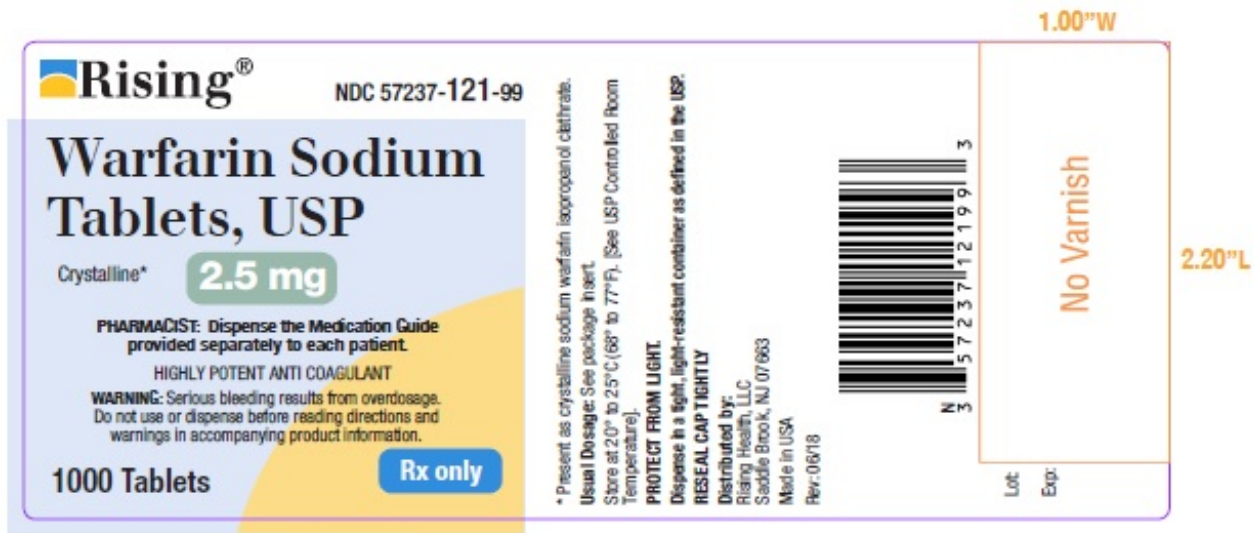 Rising®
NDC 57237-121-99
Warfarin Sodium
Tablets, USP
Crystalline*
2.5 mg
PHARMACIST: Dispense the Medication Guide
provided separately to each patient.
HIGHLY POTENT ANTI COAGULANT
WARNING: Serious bleeding results from overdosage.
Do not use or dispense before reading directions and
warnings in accompanying product information.
1000 Tablets
Rx only
* Present as crystalline sodium warfarin isopropanol clathrate.
Usual Dosage: See package insert.
Store at 20° to 25°C (68° to 77°F). [See USP Controlled Room
Temperature].
PROTECT FROM LIGHT.
Dispense in a tight, light-resistant container as defined in the USP.
RESEAL CAP TIGHTLY
Distributed by:
Rising Health, LLC
Saddle Brook, NJ 07663
Made in USA
Rev: 06/18
N
3 57237 12199 3
Lot:
Exp:
No Varnish
1.00"W
2.20"L